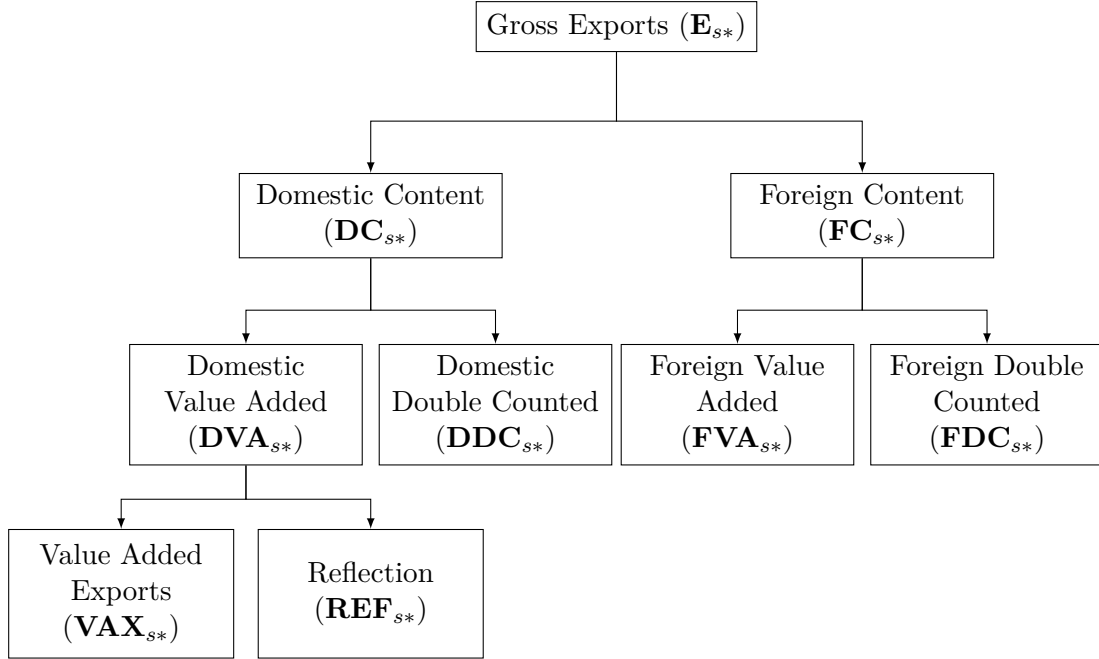 Gross Exports (E_{s*})
Domestic Content
(DC_{s*})
Foreign Content
(FC_{s*})
Domestic
Value Added
(DVA_{s*})
Domestic
Double Counted
(DDC_{s*})
Foreign Value
Added
(FVA_{s*})
Foreign Double
Counted
(FDC_{s*})
Value Added
Exports
(VAX_{s*})
Reflection
(REF_{s*})